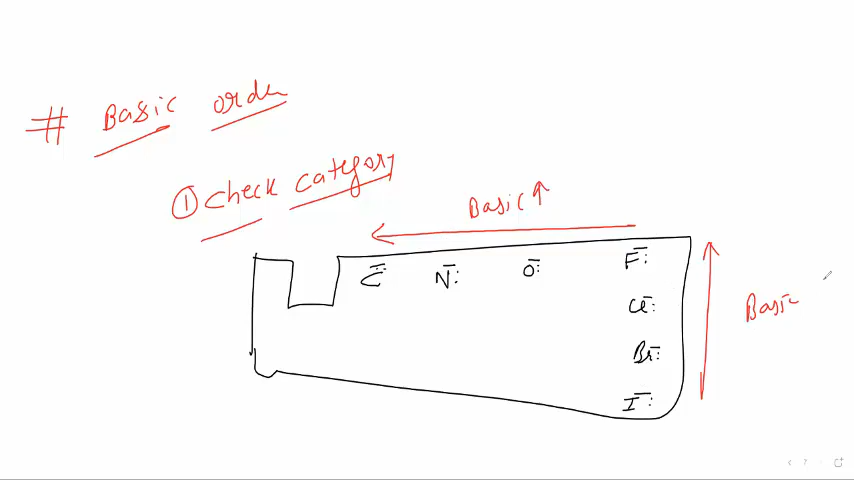 # Basic order
① Check category
Basic ↑
C̄: N̄: Ō: F̄:
Cl̄:
Basic
Br̄:
Ī: